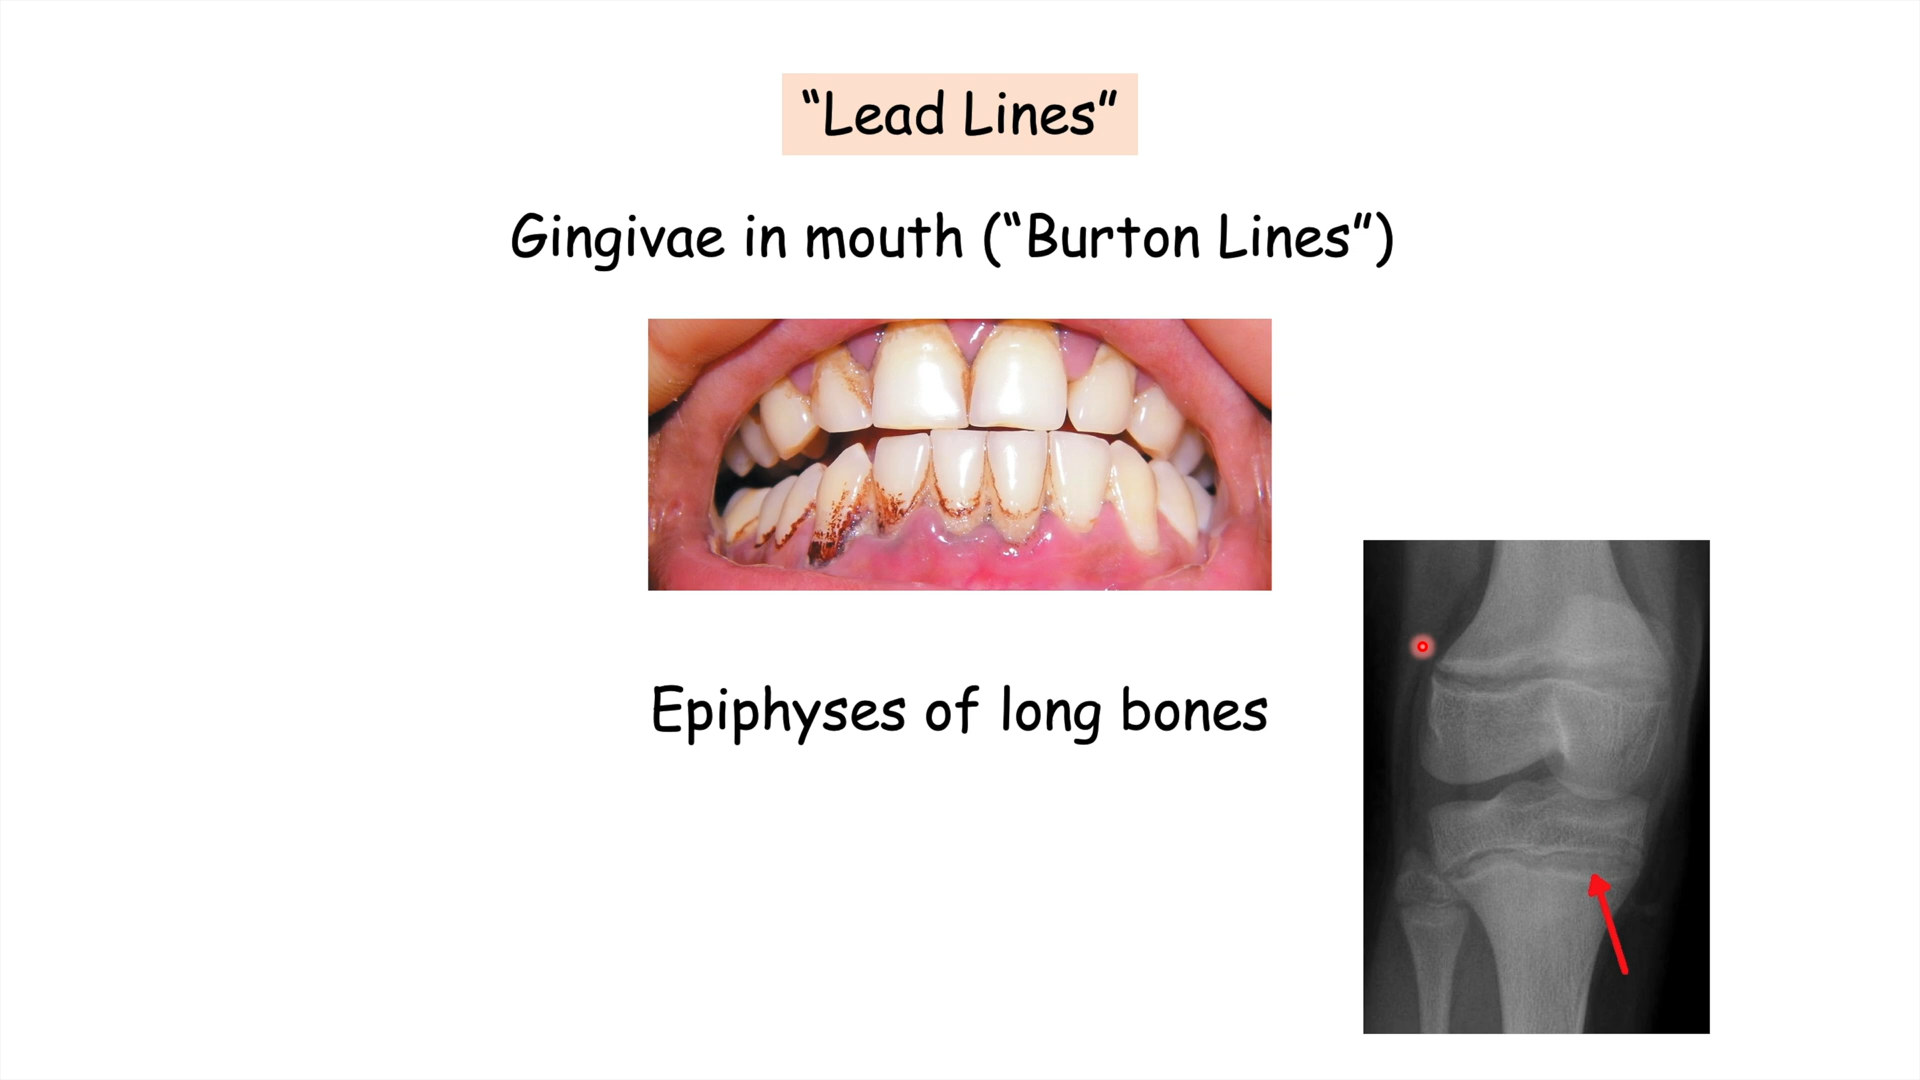 “Lead Lines”
Gingivae in mouth (“Burton Lines”)
Epiphyses of long bones